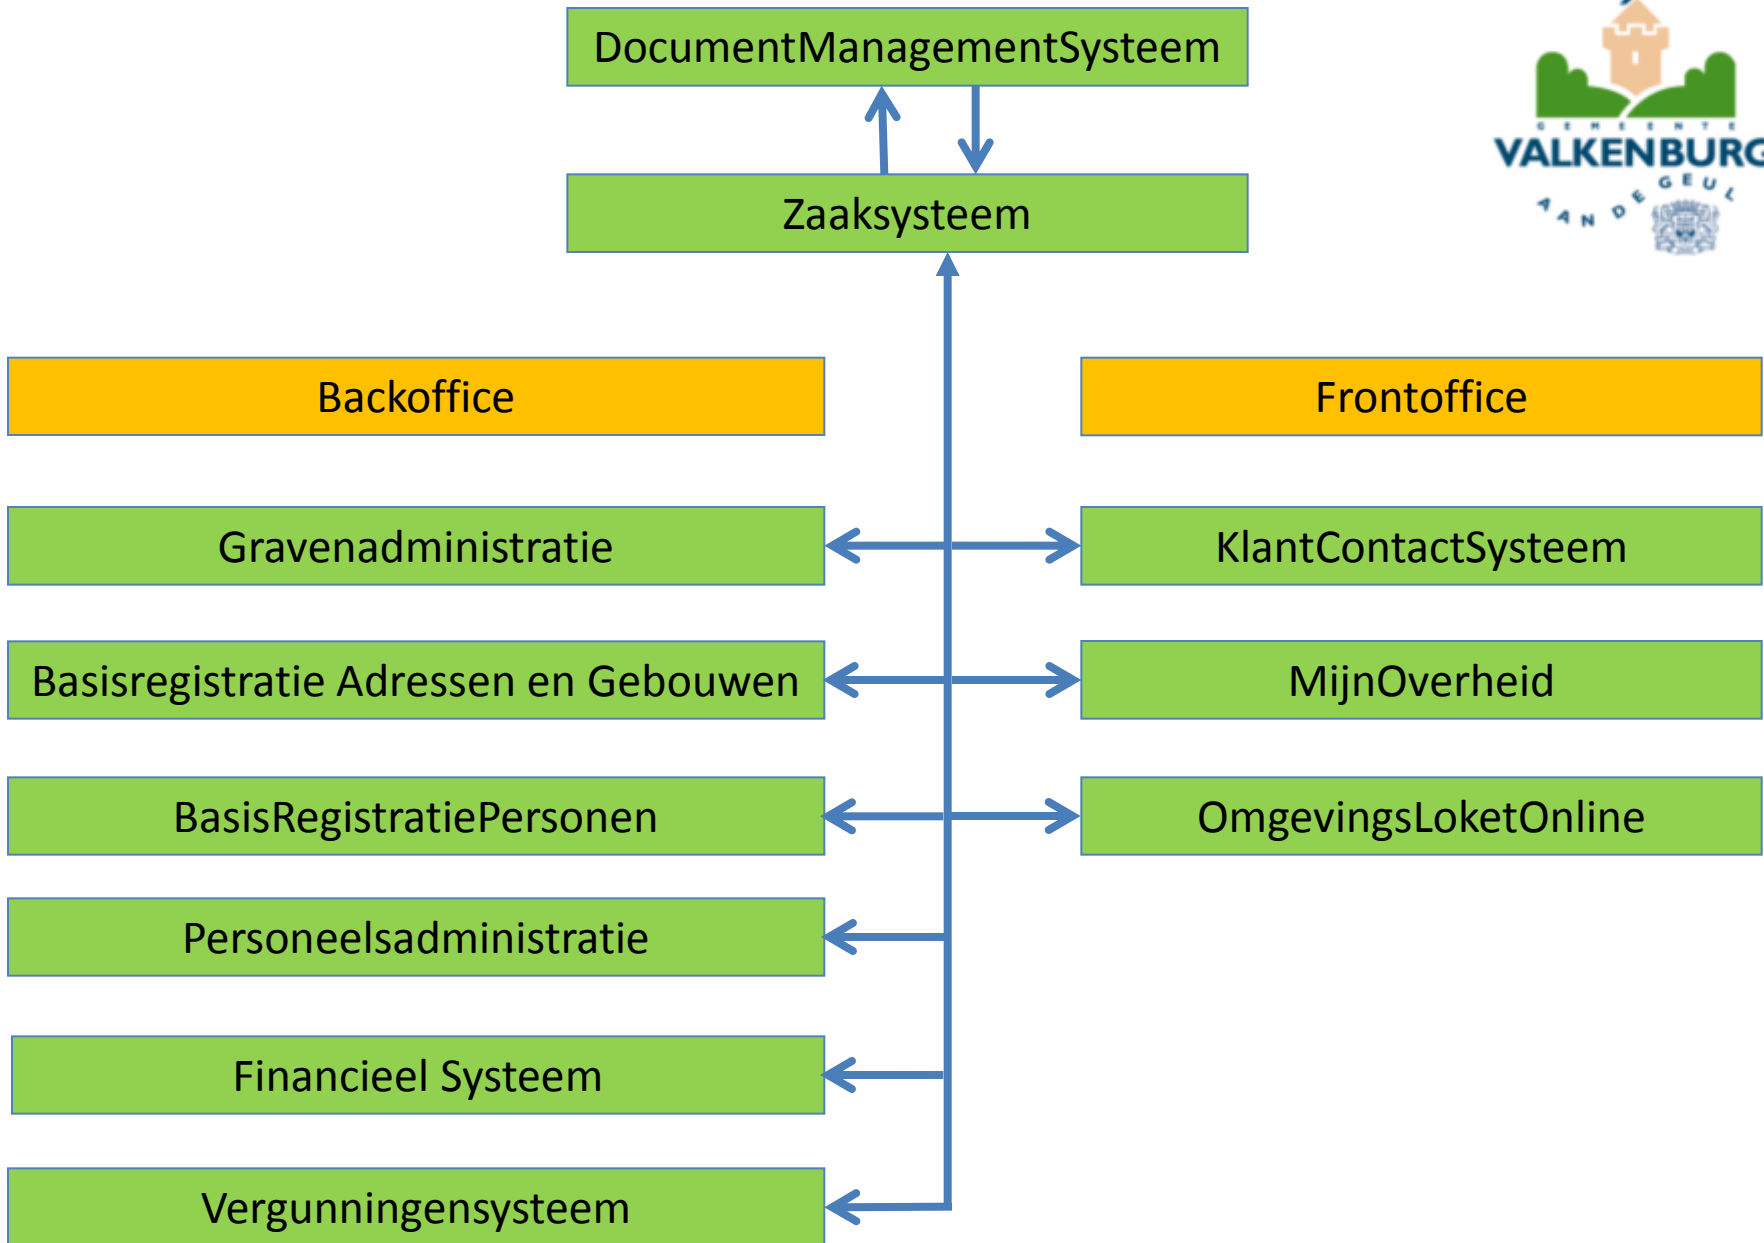 DocumentManagementSysteem
GEMEENTE
VALKENBURG
AAN DE GEUL
Zaaksysteem
Backoffice
Frontoffice
Gravenadministratie
KlantContactSysteem
Basisregistratie Adressen en Gebouwen
MijnOverheid
BasisRegistratiePersonen
OmgevingsLoketOnline
Personeelsadministratie
Financieel Systeem
Vergunningensysteem